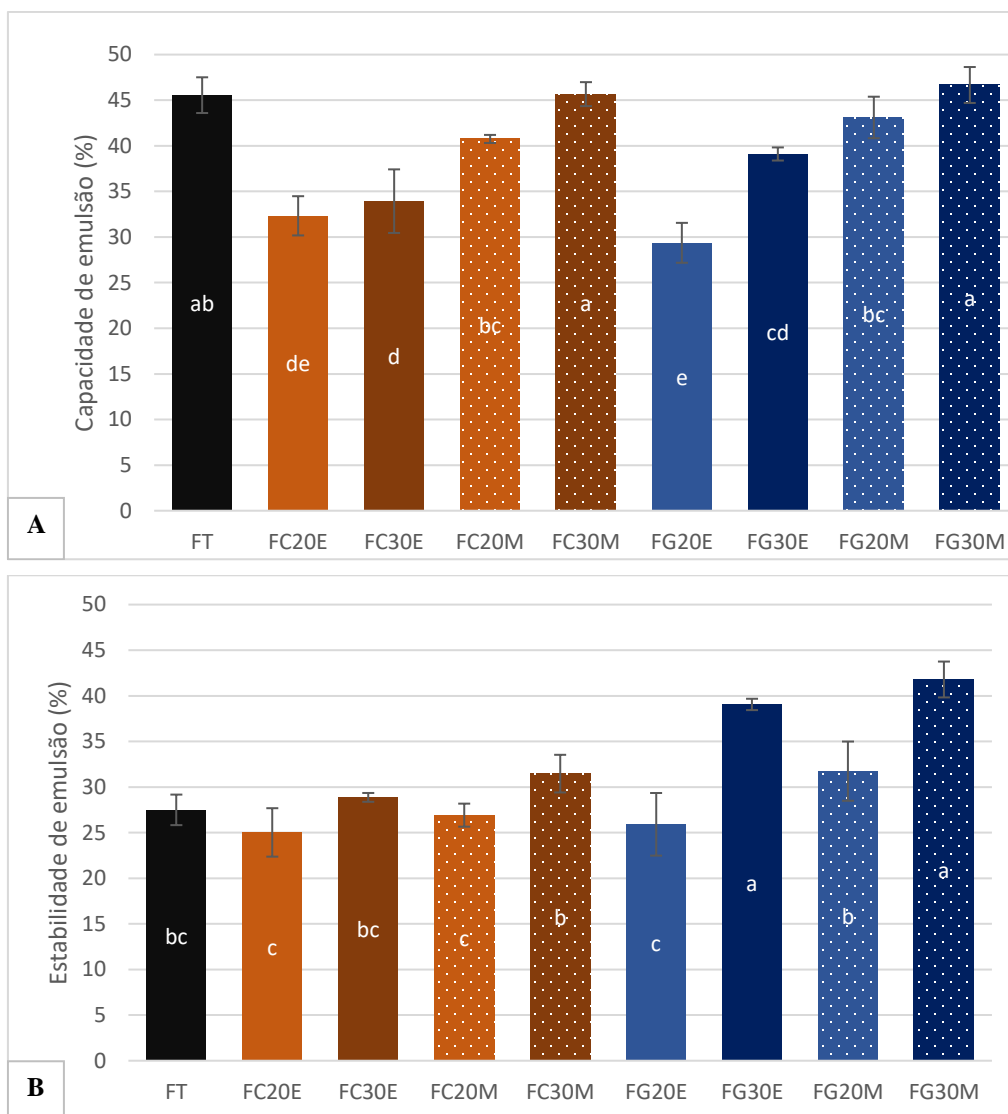 50
45
40
35
30
25
20
15
10
5
0
Capacidade de emulsão (%)
ab
de
d
bc
a
e
cd
bc
a
A
FT FC20E FC30E FC20M FC30M FG20E FG30E FG20M FG30M
50
45
40
35
30
25
20
15
10
5
0
Estabilidade de emulsão (%)
bc
c
bc
c
b
c
a
b
a
B
FT FC20E FC30E FC20M FC30M FG20E FG30E FG20M FG30M